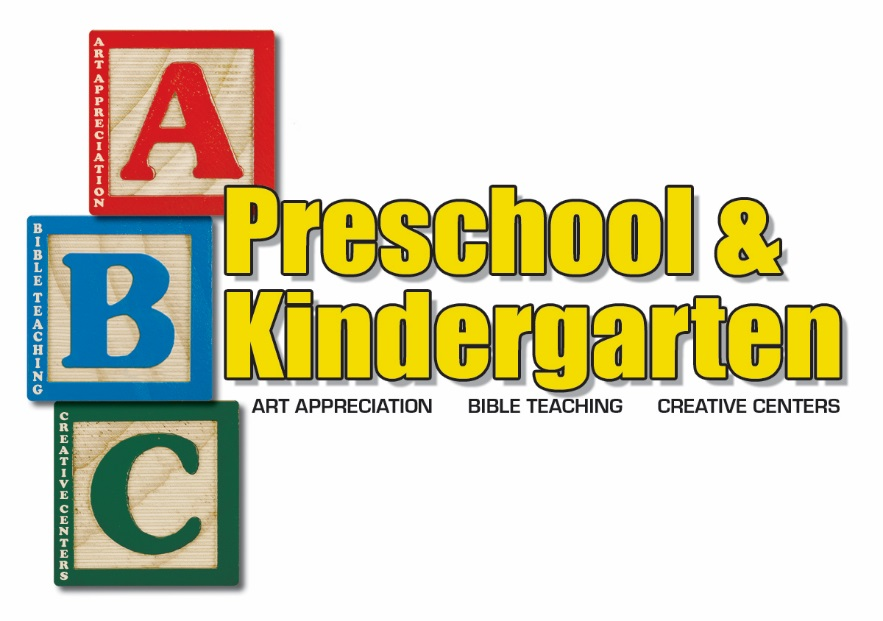 ART APPRECIATION
A
BIBLE TEACHING
B
CREATIVE CENTERS
C
Preschool &
Kindergarten
ART APPRECIATION BIBLE TEACHING CREATIVE CENTERS